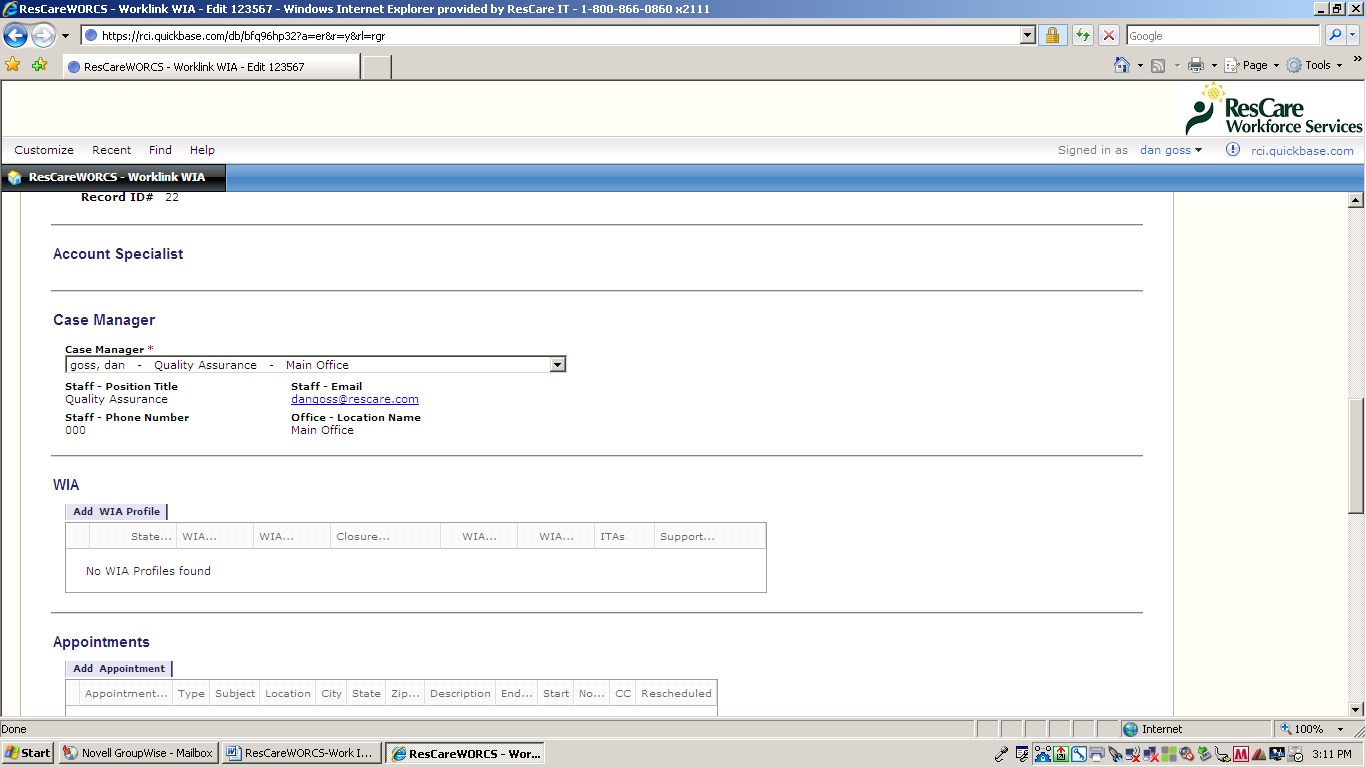 ResCareWORCS - Worklink WIA - Edit 123567 - Windows Internet Explorer provided by ResCare IT - 1-800-866-0860 x2111
https://rci.quickbase.com/db/bfq96hp32?a=er&r=y&rl=rgr
Google
ResCareWORCS - Worklink WIA - Edit 123567
Page
Tools
ResCare
Workforce Services
Customize Recent Find Help
Signed in as dan goss
rci.quickbase.com
ResCareWORCS - Worklink WIA
Record ID# 22
Account Specialist
Case Manager
Case Manager *
goss, dan - Quality Assurance - Main Office
Staff - Position Title Staff - Email
Quality Assurance dangoss@rescare.com
Staff - Phone Number Office - Location Name
000 Main Office
WIA
Add WIA Profile
State... WIA... WIA... Closure... WIA... WIA... ITAs Support...
No WIA Profiles found
Appointments
Add Appointment
Appointment... Type Subject Location City State Zip... Description End... Start No... CC Rescheduled
Done
Internet
100%
Start
Novell GroupWise - Mailbox
ResCareWORCS-Work I...
ResCareWORCS - Wor...
3:11 PM